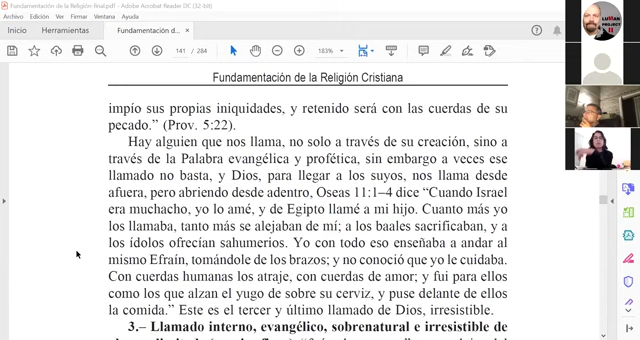 Fundamentación de la Religión final.pdf - Adobe Acrobat Reader DC (32-bit)
Archivo Edición Ver Firmar Ventana Ayuda
Inicio Herramientas Fundamentación d...
141 / 284 183%
Fundamentación de la Religión Cristiana
impío sus propias iniquidades, y retenido será con las cuerdas de su
pecado.” (Prov. 5:22).
Hay alguien que nos llama, no solo a través de su creación, sino a
través de la Palabra evangélica y profética, sin embargo a veces ese
llamado no basta, y Dios, para llegar a los suyos, nos llama desde
afuera, pero abriendo desde adentro, Oseas 11:1–4 dice “Cuando Israel
era muchacho, yo lo amé, y de Egipto llamé a mi hijo. Cuanto más yo
los llamaba, tanto más se alejaban de mí; a los baales sacrificaban, y a
los ídolos ofrecían sahumerios. Yo con todo eso enseñaba a andar al
mismo Efraín, tomándole de los brazos; y no conoció que yo le cuidaba.
Con cuerdas humanas los atraje, con cuerdas de amor; y fui para ellos
como los que alzan el yugo de sobre su cerviz, y puse delante de ellos
la comida.” Este es el tercer y último llamado de Dios, irresistible.
3.– Llamado interno, evangélico, sobrenatural e irresistible de
LUMAN
PROJECT
II